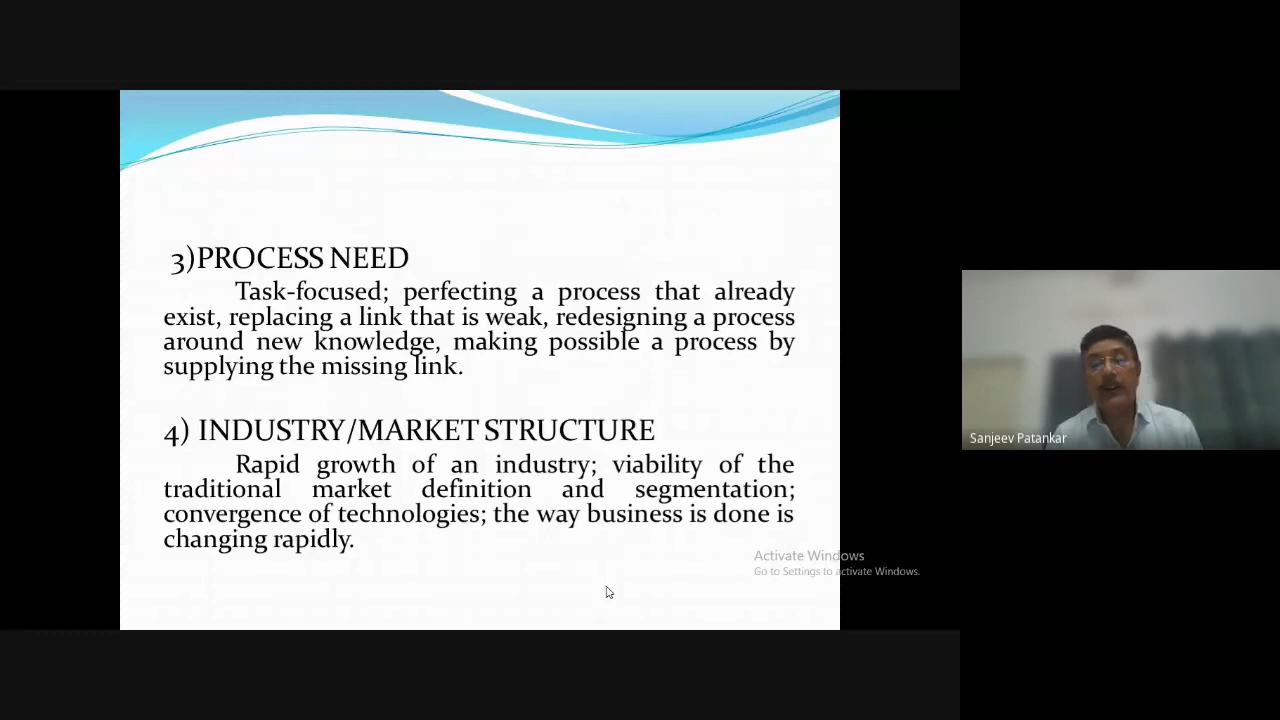 3)PROCESS NEED
Task-focused; perfecting a process that already
exist, replacing a link that is weak, redesigning a process
around new knowledge, making possible a process by
supplying the missing link.
4) INDUSTRY/MARKET STRUCTURE
Rapid growth of an industry; viability of the
traditional market definition and segmentation;
convergence of technologies; the way business is done is
changing rapidly.
Activate Windows
Go to Settings to activate Windows.
Sanjeev Patankar